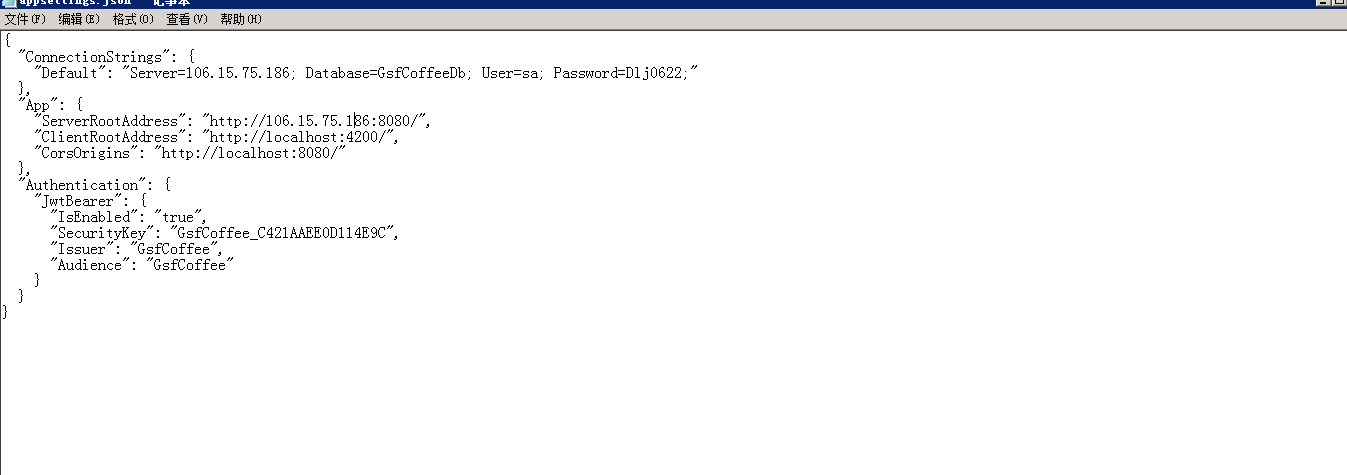 appsettings.json - 记事本
文件(F) 编辑(E) 格式(O) 查看(V) 帮助(H)
{
  "ConnectionStrings": {
    "Default": "Server=106.15.75.186; Database=GsfCoffeeDb; User=sa; Password=Dlj0622;"
  },
  "App": {
    "ServerRootAddress": "http://106.15.75.186:8080/",
    "ClientRootAddress": "http://localhost:4200/",
    "CorsOrigins": "http://localhost:8080/"
  },
  "Authentication": {
    "JwtBearer": {
      "IsEnabled": "true",
      "SecurityKey": "GsfCoffee_C421AAEE0D114E9C",
      "Issuer": "GsfCoffee",
      "Audience": "GsfCoffee"
    }
  }
}